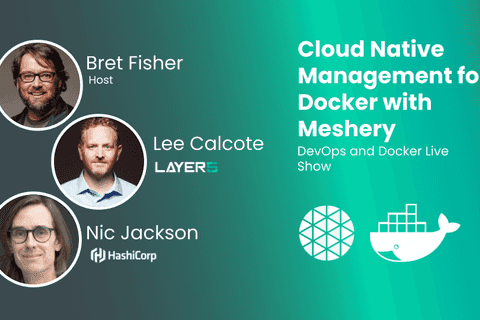 Bret Fisher
Host
Lee Calcote
LAYER5
Nic Jackson
HashiCorp
Cloud Native
Management fo
Docker with
Meshery
DevOps and Docker Live
Show